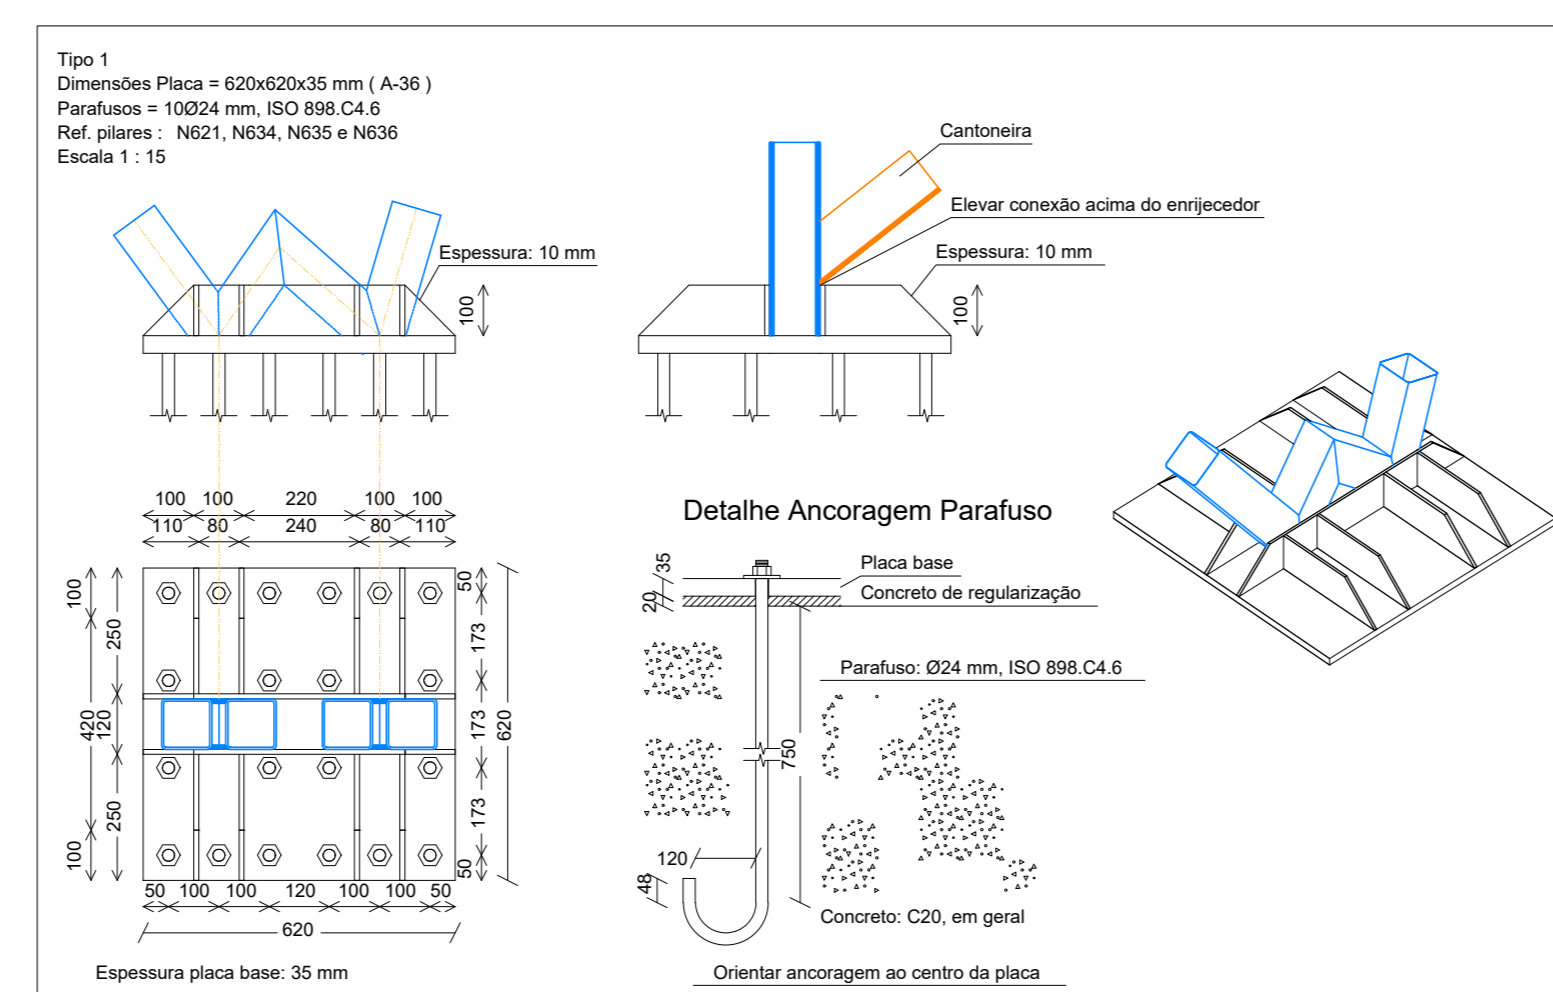 Tipo 1
Dimensões Placa = 620x620x35 mm ( A-36 )
Parafusos = 10Ø24 mm, ISO 898.C4.6
Ref. pilares :   N621, N634, N635 e N636
Escala 1 : 15
Cantoneira
Elevar conexão acima do enrijecedor
Espessura: 10 mm
Espessura: 10 mm
100
100
100 100 220 100 100
110 80 240 80 110
Detalhe Ancoragem Parafuso
35
Placa base
20
Concreto de regularização
100
250
50
173
Parafuso: Ø24 mm, ISO 898.C4.6
420
120
173
620
750
250
173
100
50
120
48
50 100 100 120 100 100 50
620
Concreto: C20, em geral
Espessura placa base: 35 mm
Orientar ancoragem ao centro da placa